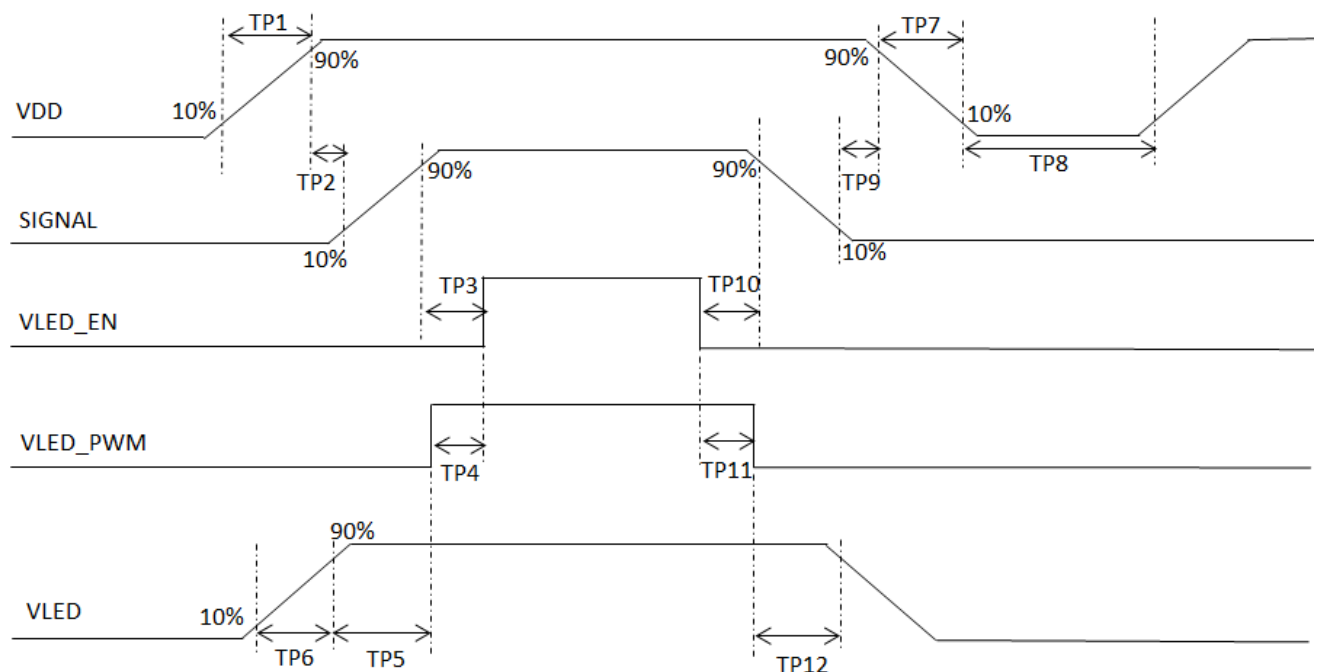 TP1
TP7
90%
90%
VDD
10%
10%
TP2
90%
90%
TP9
TP8
SIGNAL
10%
10%
TP3
TP10
VLED_EN
VLED_PWM
TP4
TP11
90%
VLED
10%
TP6
TP5
TP12